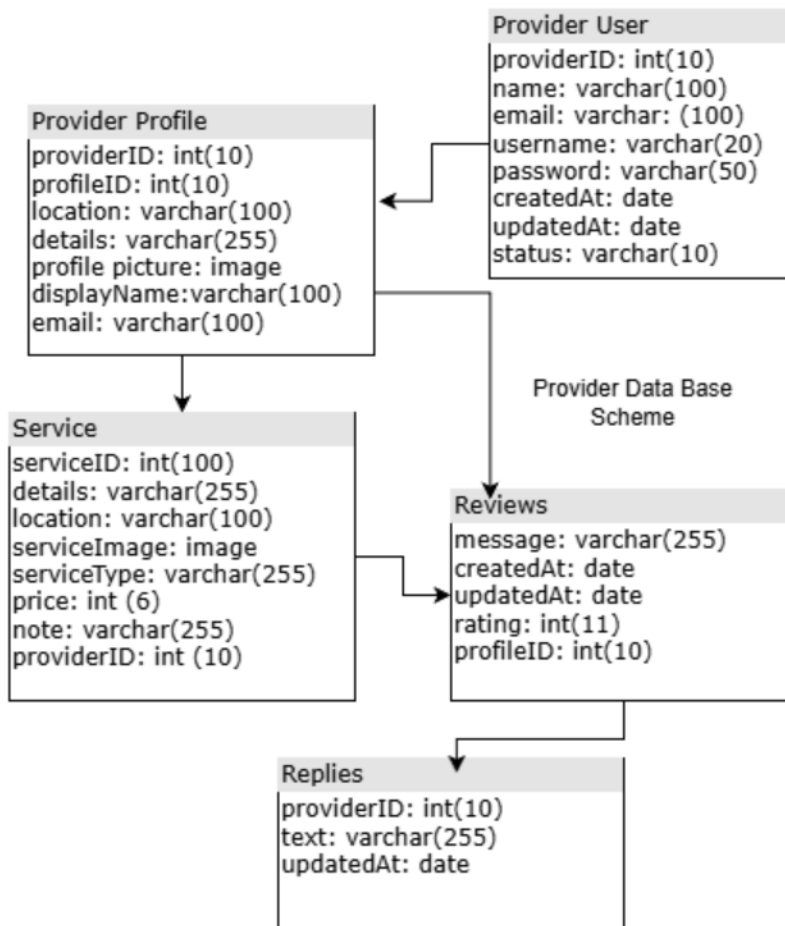 Provider User
providerID: int(10)
name: varchar(100)
email: varchar: (100)
username: varchar(20)
password: varchar(50)
createdAt: date
updatedAt: date
status: varchar(10)
Provider Profile
providerID: int(10)
profileID: int(10)
location: varchar(100)
details: varchar(255)
profile picture: image
displayName:varchar(100)
email: varchar(100)
Provider Data Base
Scheme
Service
serviceID: int(100)
details: varchar(255)
location: varchar(100)
serviceImage: image
serviceType: varchar(255)
price: int (6)
note: varchar(255)
providerID: int (10)
Reviews
message: varchar(255)
createdAt: date
updatedAt: date
rating: int(11)
profileID: int(10)
Replies
providerID: int(10)
text: varchar(255)
updatedAt: date